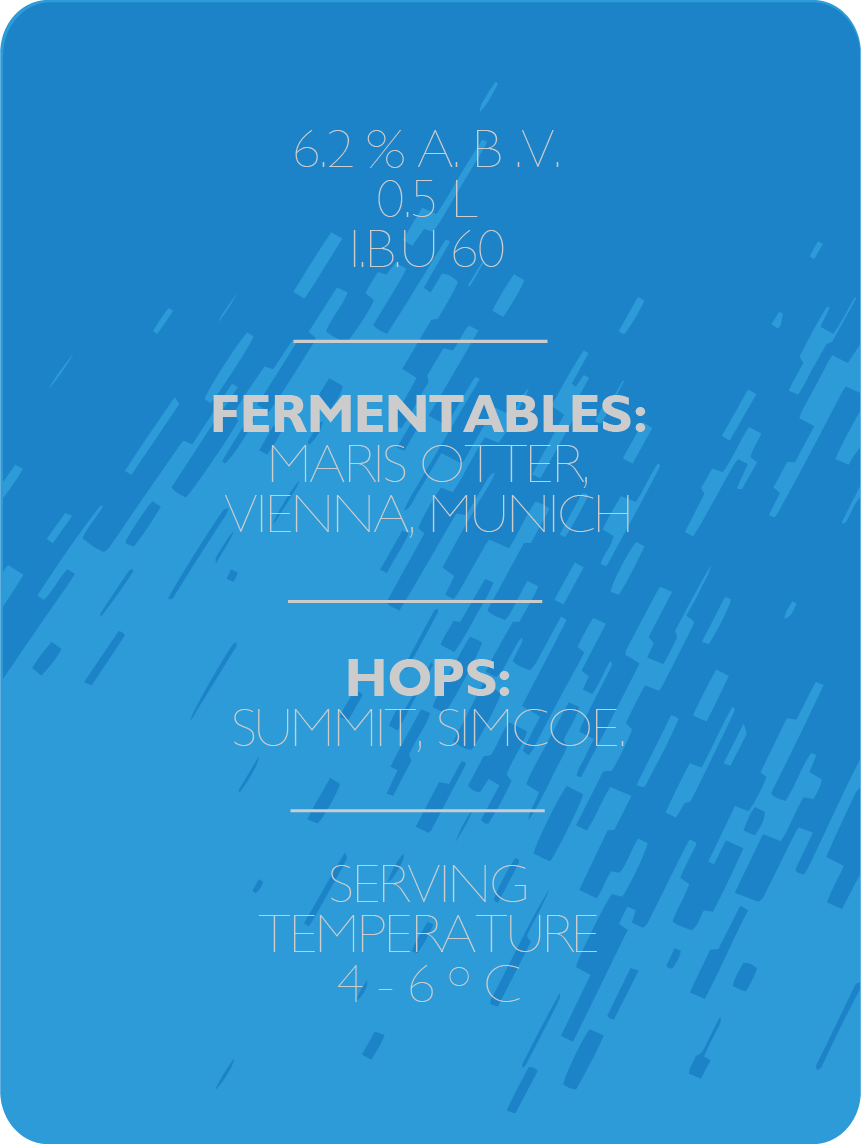 6.2 % A. B .V.
0.5 L
I.B.U 60
FERMENTABLES:
MARIS OTTER,
VIENNA, MUNICH
HOPS:
SUMMIT, SIMCOE.
SERVING
TEMPERATURE
4 - 6 º C